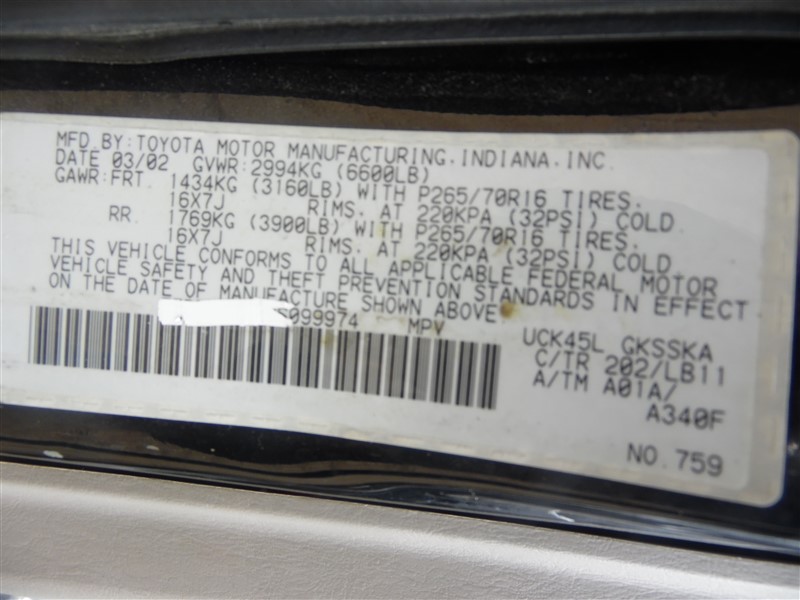 MFD.BY:TOYOTA MOTOR MANUFACTURING.INDIANA.INC.
DATE 03/02 GVWR:2994KG (6600LB)
GAWR:FRT. 1434KG (3160LB) WITH P265/70R16 TIRES.
16X7J RIMS. AT 220KPA (32PSI) COLD
RR. 1769KG (3900LB) WITH P265/70R16 TIRES.
16X7J RIMS. AT 220KPA (32PSI) COLD
THIS VEHICLE CONFORMS TO ALL APPLICABLE FEDERAL MOTOR
VEHICLE SAFETY AND THEFT PREVENTION STANDARDS IN EFFECT
ON THE DATE OF MANUFACTURE SHOWN ABOVE.
S099974 MPV
UCK45L GKSSKA
C/TR 202/LB11
A/TM A01A/
A340F
NO.759